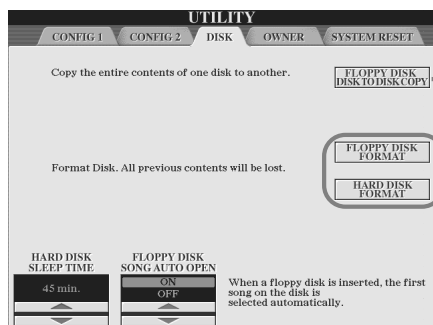 UTILITY
CONFIG 1 CONFIG 2 DISK OWNER SYSTEM RESET
Copy the entire contents of one disk to another.
FLOPPY DISK
DISK TO DISK COPY
FLOPPY DISK
FORMAT
Format Disk. All previous contents will be lost.
HARD DISK
FORMAT
HARD DISK
SLEEP TIME
45 min.
FLOPPY DISK
SONG AUTO OPEN
ON
OFF
When a floppy disk is inserted, the first
song on the disk is
selected automatically.